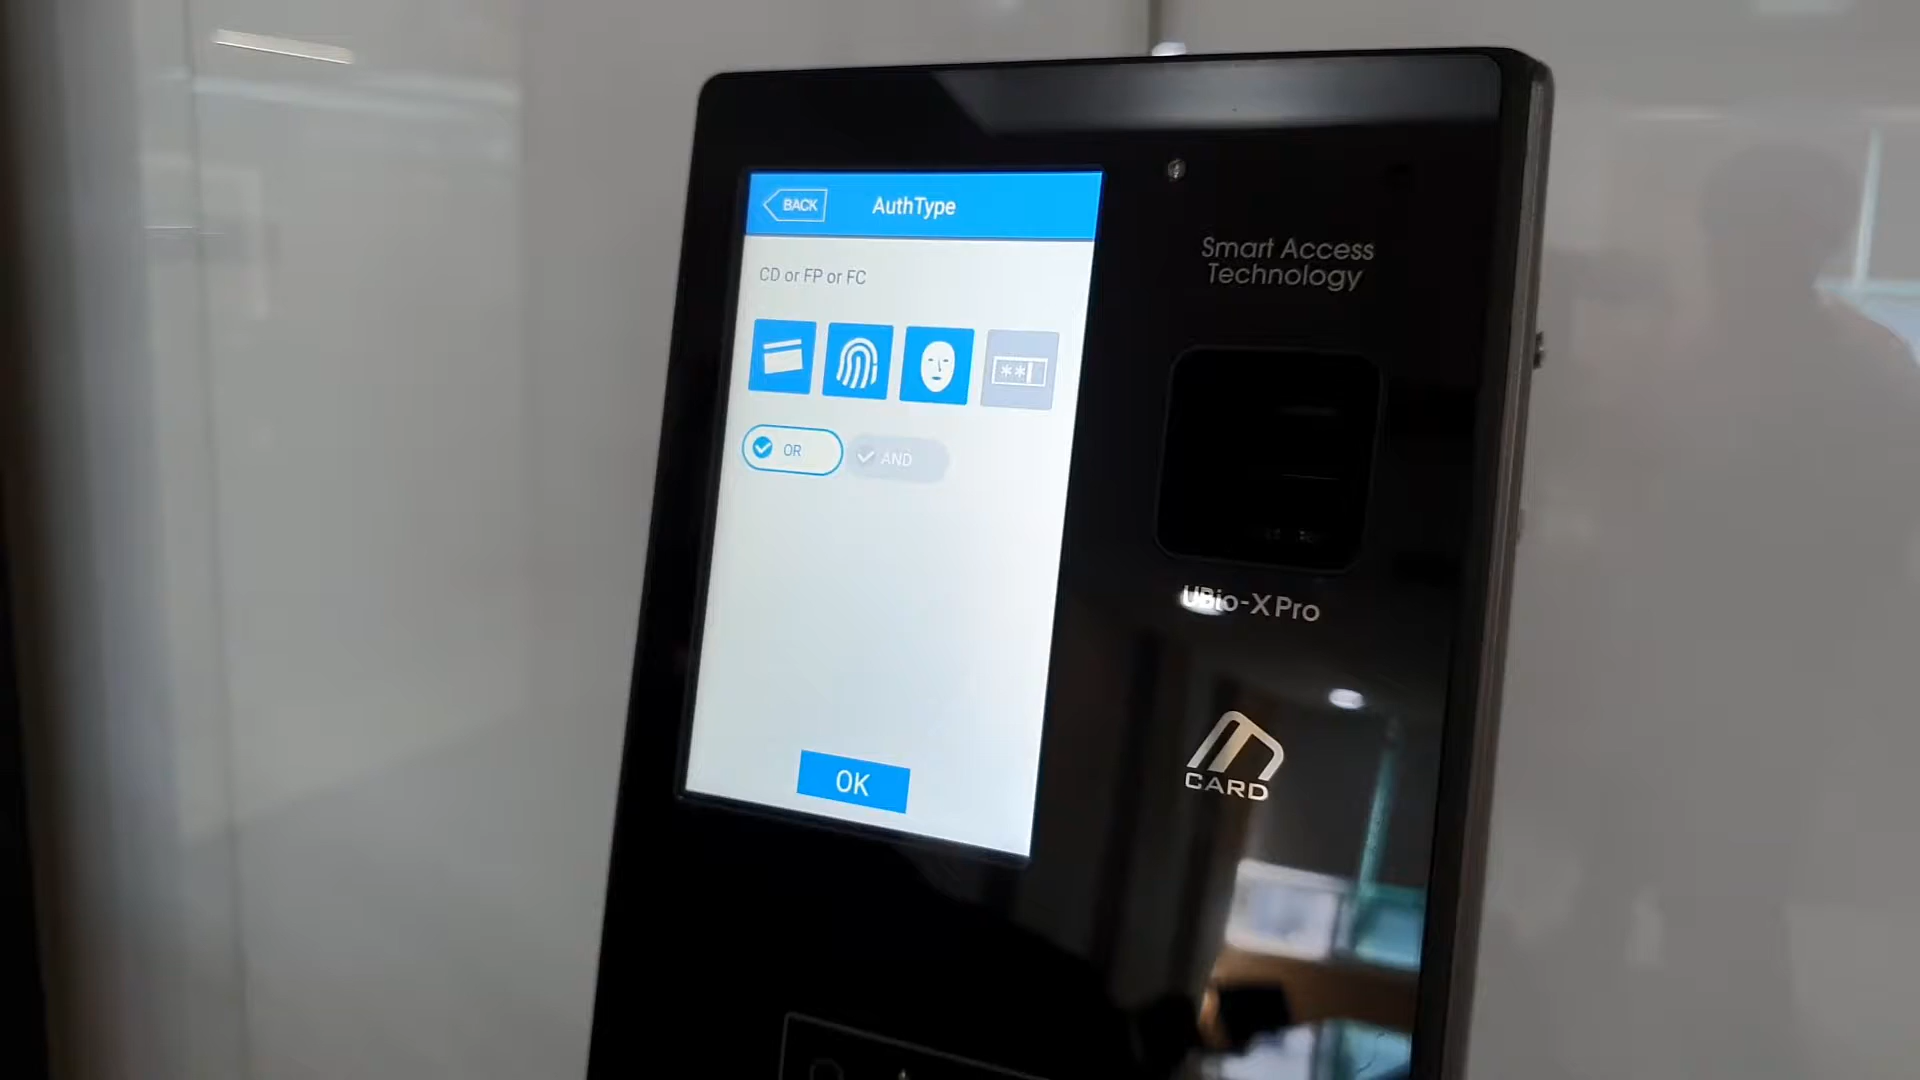 BACK
AuthType
CD or FP or FC
**
OR
AND
OK
Smart Access
Technology
UBio-X Pro
CARD